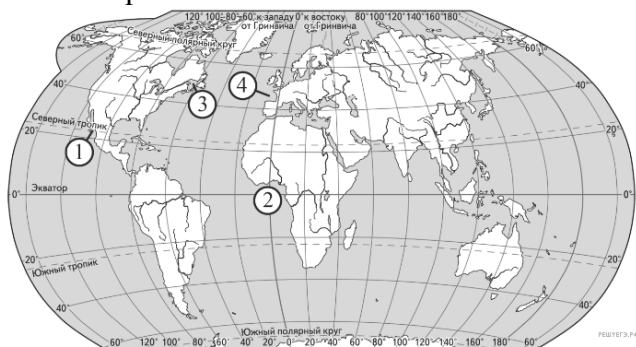 120°100°80°60° к западу 0° к востоку 80°100°120°140°160°180°
от Гринвича от Гринвича
Северный полярный круг
60° 60°
40° 40°
4
3
Северный тропик
20° 20°
1
2
Экватор
0° 0°
20° 20°
Южный тропик
40° 40°
Южный полярный круг
60° 120° 100° 80° 60° 40° 20° 0° 20° 40° 60° 80° 100° 120° 140° 160° 60°
РЕШУЕГЭ.РФ